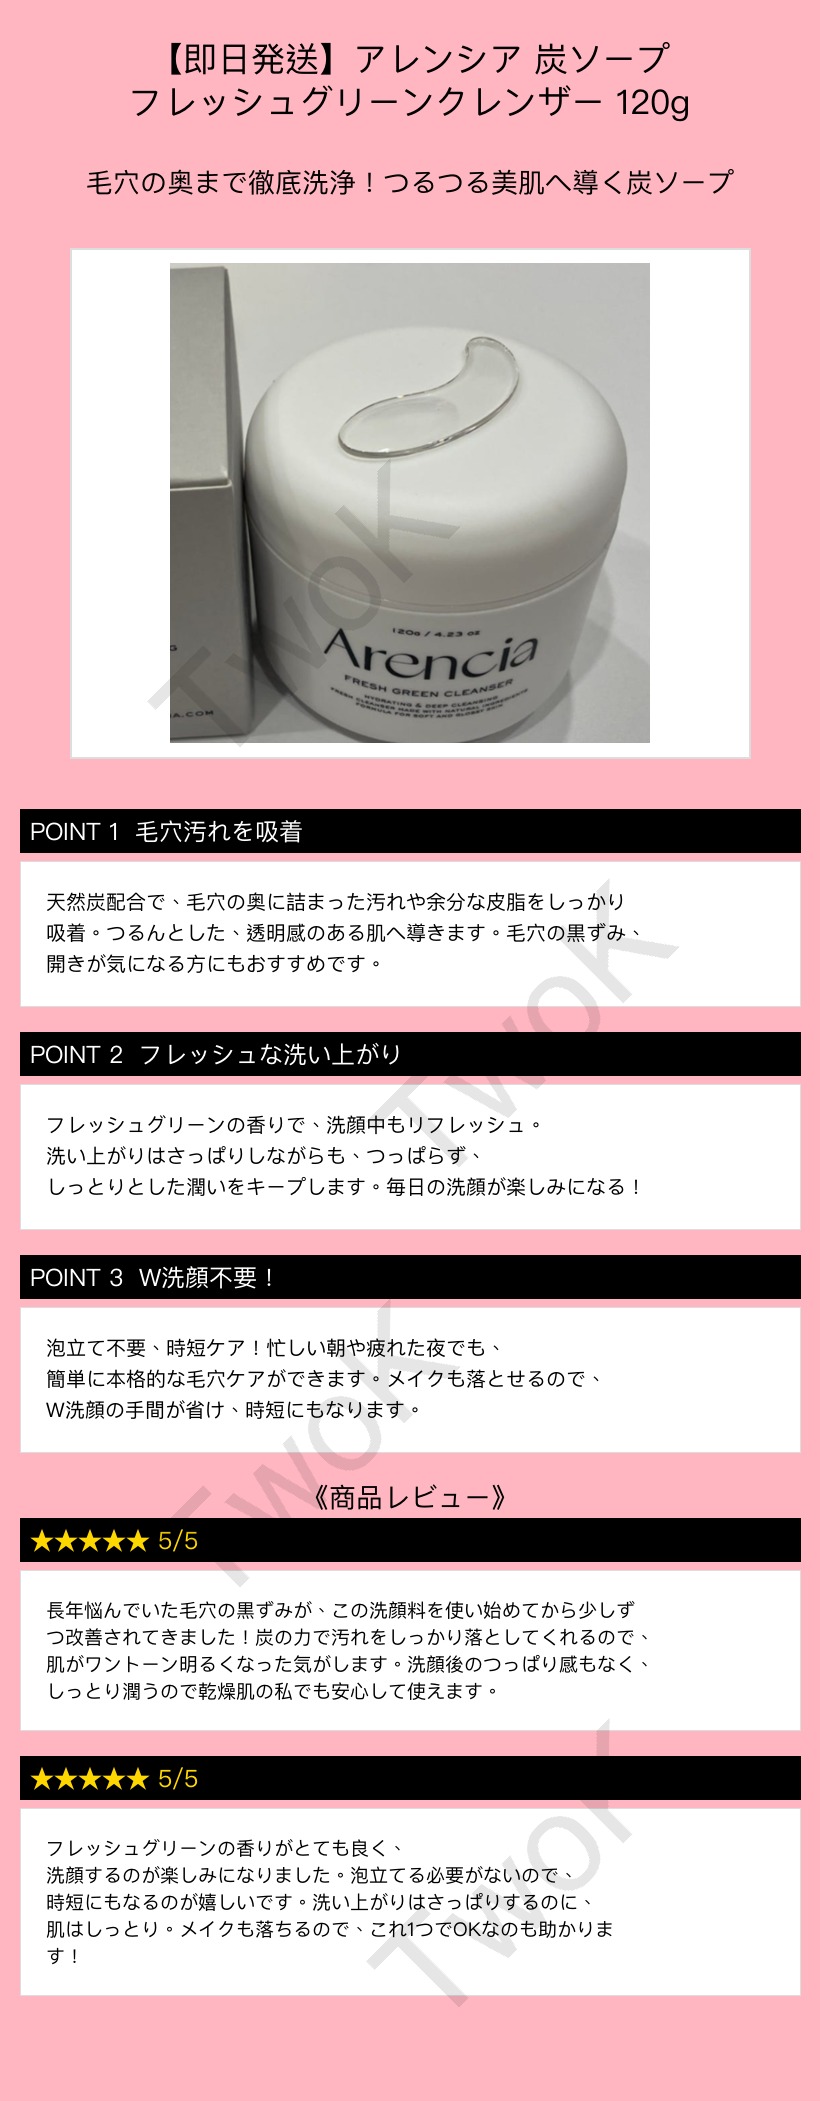 【即日発送】アレンシア 炭ソープ
フレッシュグリーンクレンザー 120g
毛穴の奥まで徹底洗浄！つるつる美肌へ導く炭ソープ
120g / 4.23 oz
Arencia
FRESH GREEN CLEANSER
HYDRATING & DEEP CLEANSING
FRESH CLEANSER MADE WITH NATURAL INGREDIENTS
FORMULA FOR SOFT AND GLOSSY SKIN
G
IA.COM
TwoK
POINT 1 毛穴汚れを吸着
天然炭配合で、毛穴の奥に詰まった汚れや余分な皮脂をしっかり
吸着。つるんとした、透明感のある肌へ導きます。毛穴の黒ずみ、
開きが気になる方にもおすすめです。
TwoK
POINT 2 フレッシュな洗い上がり
フレッシュグリーンの香りで、洗顔中もリフレッシュ。
洗い上がりはさっぱりしながらも、つっぱらず、
しっとりとした潤いをキープします。毎日の洗顔が楽しみになる！
POINT 3 W洗顔不要！
泡立て不要、時短ケア！忙しい朝や疲れた夜でも、
簡単に本格的な毛穴ケアができます。メイクも落とせるので、
W洗顔の手間が省け、時短にもなります。
TwoK
《商品レビュー》
★★★★★ 5/5
長年悩んでいた毛穴の黒ずみが、この洗顔料を使い始めてから少しず
つ改善されてきました！炭の力で汚れをしっかり落としてくれるので、
肌がワントーン明るくなった気がします。洗顔後のつっぱり感もなく、
しっとり潤うので乾燥肌の私でも安心して使えます。
★★★★★ 5/5
フレッシュグリーンの香りがとても良く、
洗顔するのが楽しみになりました。泡立てる必要がないので、
時短にもなるのが嬉しいです。洗い上がりはさっぱりするのに、
肌はしっとり。メイクも落ちるので、これ1つでOKなのも助かりま
す！
TwoK